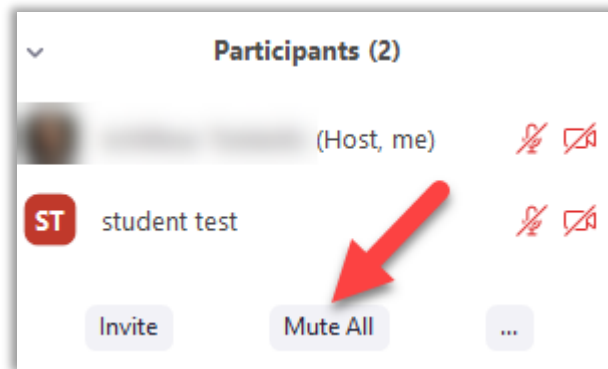 Participants (2)
(Host, me)
ST student test
Invite Mute All ...